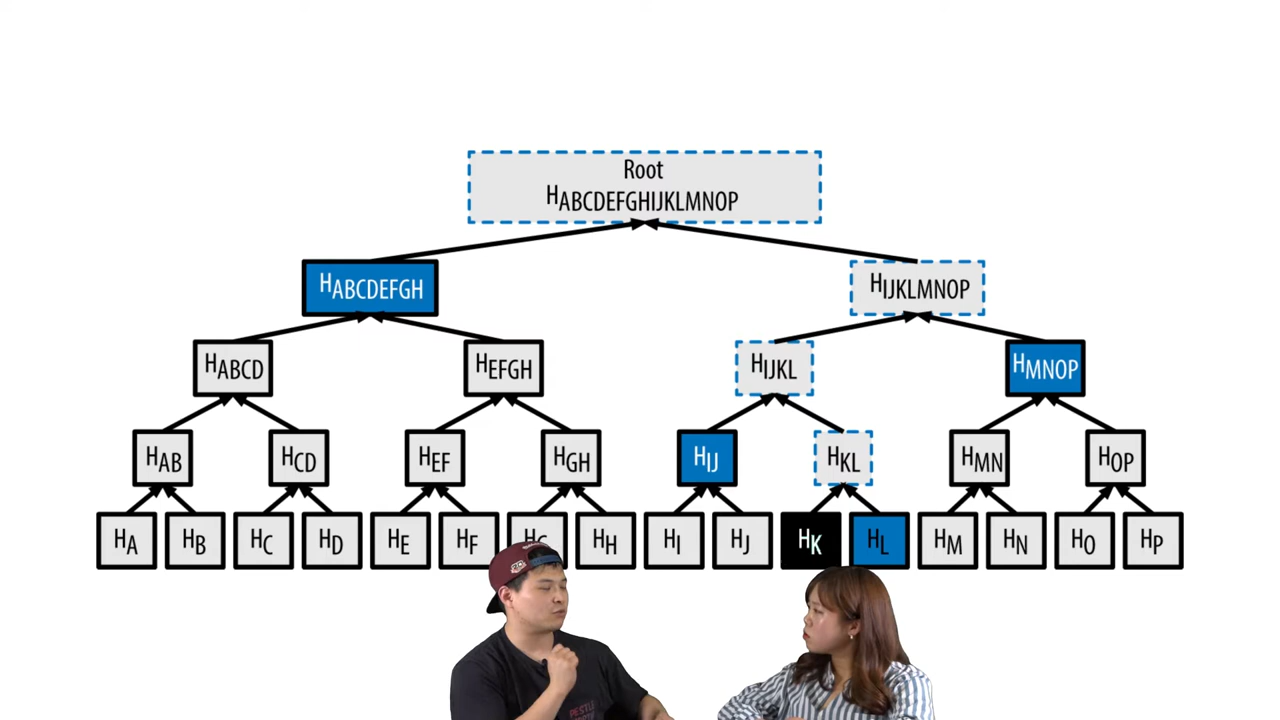 Root
HABCDEFGHIJKLMNOP
HABCDEFGH
HIJKLMNOP
HABCD
HEFGH
HIJKL
HMNOP
HAB
HCD
HEF
HGH
HIJ
HKL
HMN
HOP
HA
HB
HC
HD
HE
HF
HG
HH
HI
HJ
HK
HL
HM
HN
HO
HP